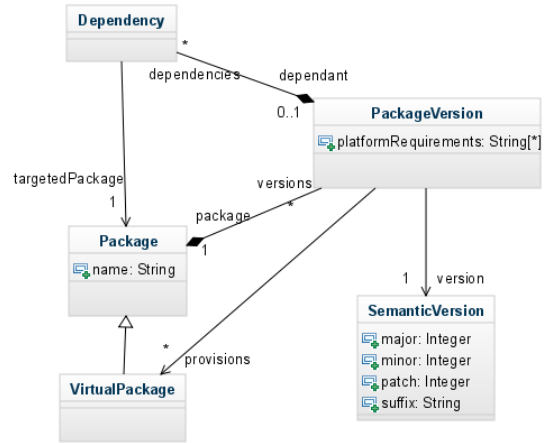 Dependency
*
dependencies
dependant
0..1
PackageVersion
platformRequirements: String[*]
targetedPackage
1
versions
*
package
1
Package
name: String
1
version
SemanticVersion
major: Integer
minor: Integer
patch: Integer
suffix: String
*
provisions
VirtualPackage